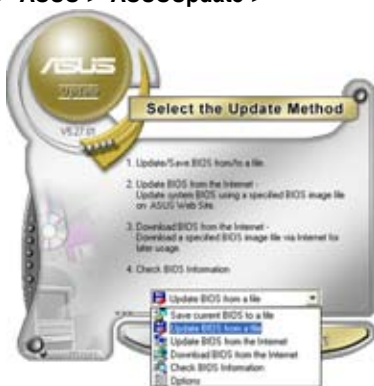 ASUS
Update
Select the Update Method
1. Update/Save BIOS from/to a file.
2. Update BIOS from the Internet -
Update system BIOS using a specified BIOS image file
on ASUS Web Site.
3. Download BIOS from the Internet -
Download a specified BIOS image file via Internet for
later usage.
4. Check BIOS Information
Update BIOS from a file
Save current BIOS to a file
Update BIOS from a file
Update BIOS from the Internet
Download BIOS from the Internet
Check BIOS Information
Options